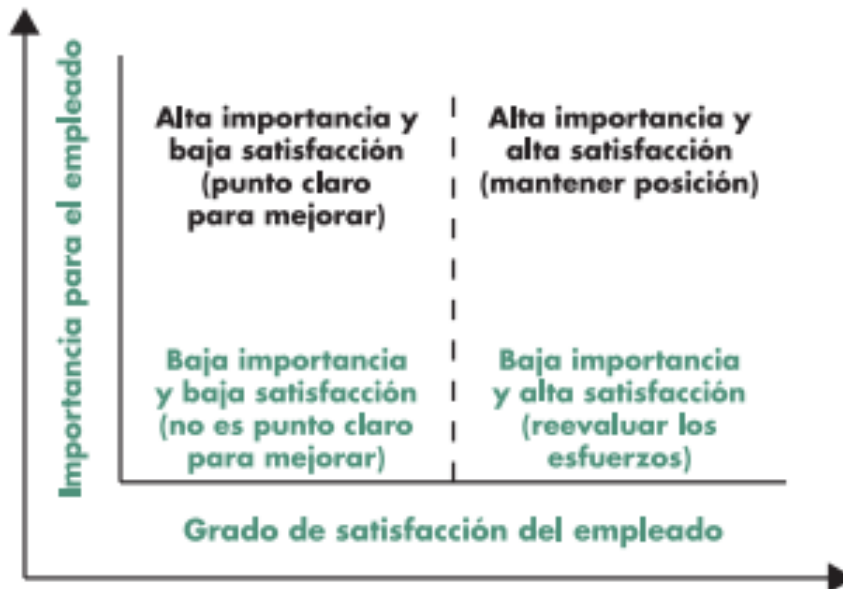 Importancia para el empleado
Alta importancia y
baja satisfacción
(punto claro
para mejorar)
Alta importancia y
alta satisfacción
(mantener posición)
Baja importancia
y baja satisfacción
(no es punto claro
para mejorar)
Baja importancia
y alta satisfacción
(reevaluar los
esfuerzos)
Grado de satisfacción del empleado